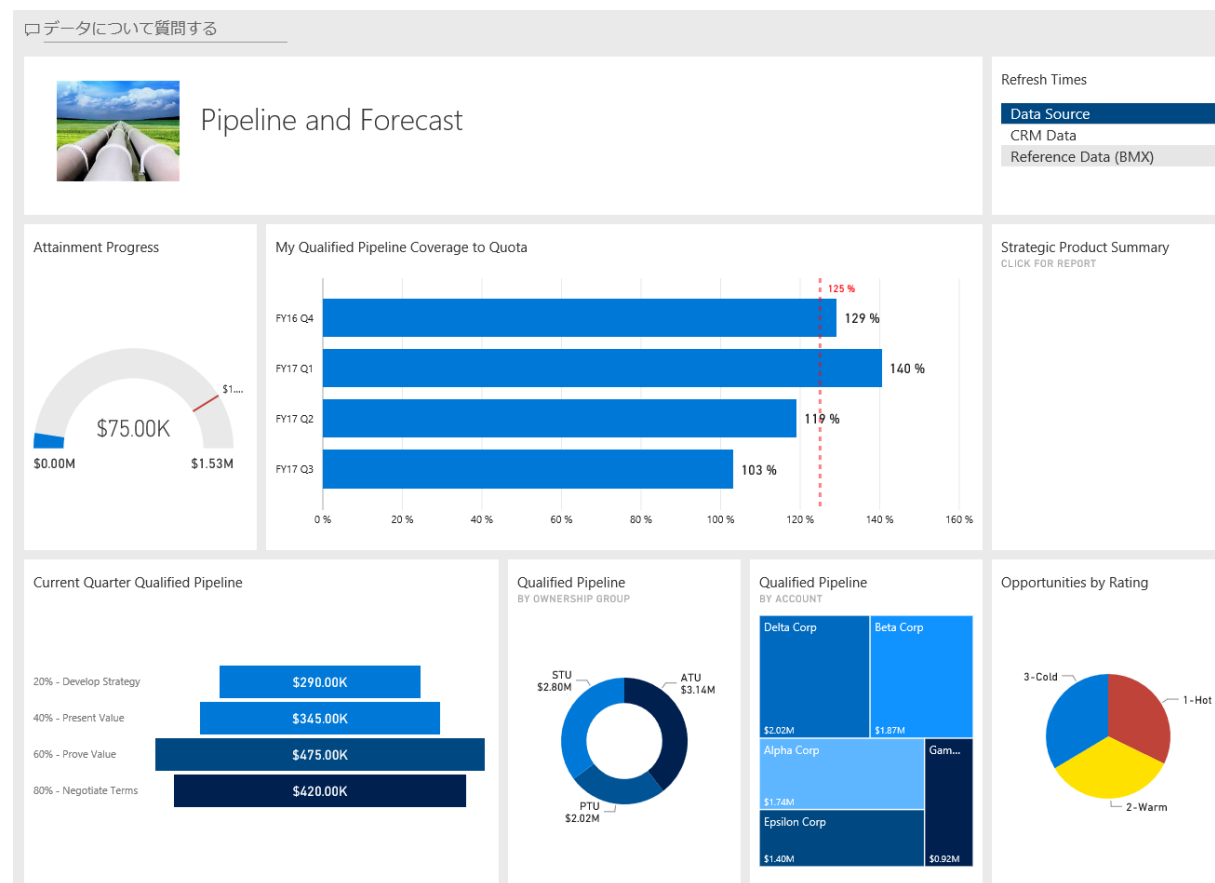 データについて質問する
Pipeline and Forecast
Refresh Times
Data Source
CRM Data
Reference Data (BMX)
Attainment Progress
$1....
$75.00K
$0.00M
$1.53M
My Qualified Pipeline Coverage to Quota
125 %
FY16 Q4
129 %
FY17 Q1
140 %
FY17 Q2
119 %
FY17 Q3
103 %
0 %
20 %
40 %
60 %
80 %
100 %
120 %
140 %
160 %
Strategic Product Summary
CLICK FOR REPORT
Current Quarter Qualified Pipeline
20% - Develop Strategy
$290.00K
40% - Present Value
$345.00K
60% - Prove Value
$475.00K
80% - Negotiate Terms
$420.00K
Qualified Pipeline
BY OWNERSHIP GROUP
STU
$2.80M
ATU
$3.14M
PTU
$2.02M
Qualified Pipeline
BY ACCOUNT
Delta Corp
$2.02M
Beta Corp
$1.87M
Alpha Corp
$1.74M
Gam...
$0.92M
Epsilon Corp
$1.40M
Opportunities by Rating
3-Cold
1-Hot
2-Warm